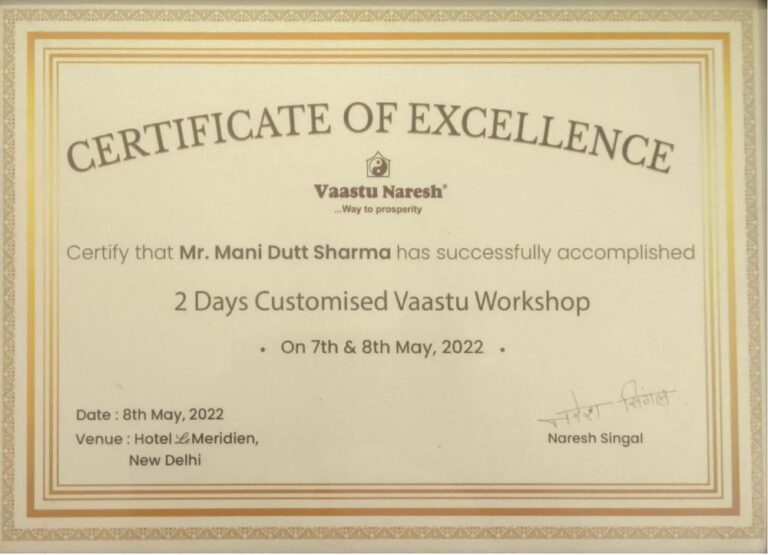 CERTIFICATE OF EXCELLENCE
Vaastu Naresh®
...Way to prosperity
Certify that Mr. Mani Dutt Sharma has successfully accomplished
2 Days Customised Vaastu Workshop
• On 7th & 8th May, 2022 •
Date : 8th May, 2022
Venue : Hotel Le Meridien,
New Delhi
नरेश सिंगल
Naresh Singal